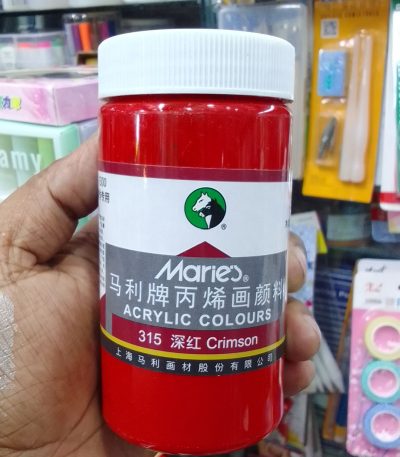 Marie's®
马利牌丙烯画颜料
ACRYLIC COLOURS
315 深红 Crimson
上海马利画材股份有限公司
amy